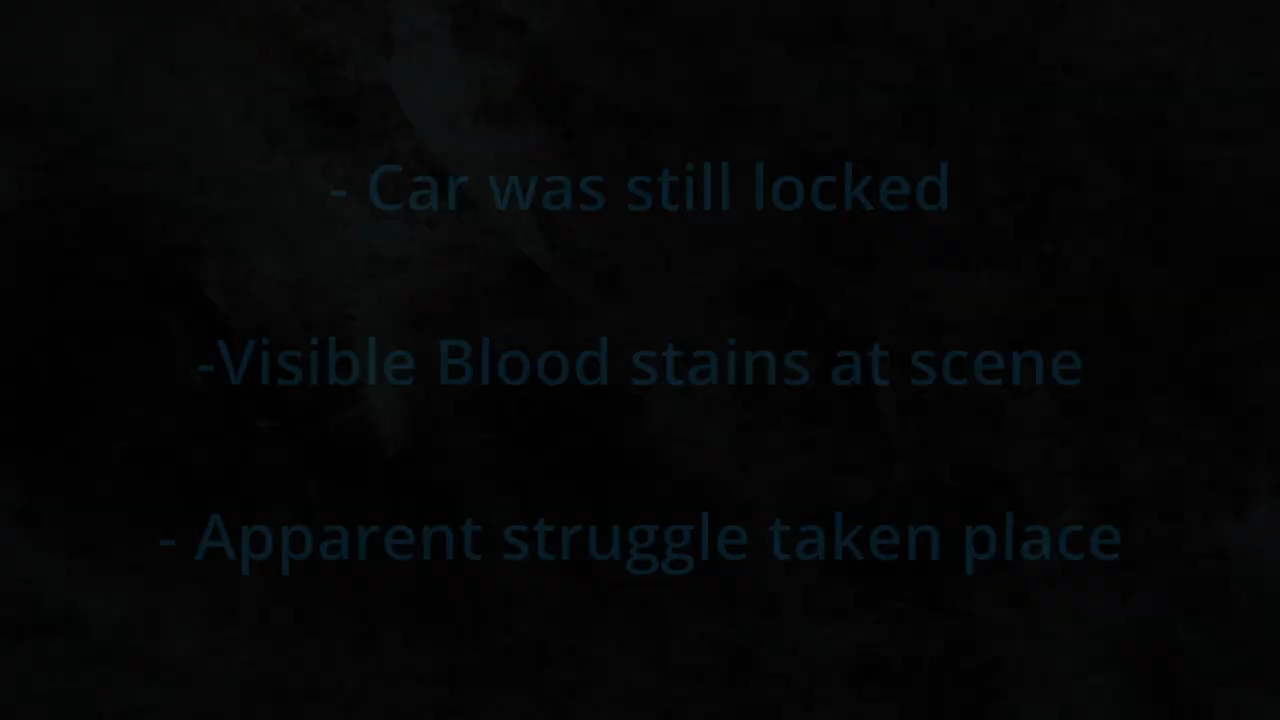 - Car was still locked
-Visible Blood stains at scene
- Apparent struggle taken place